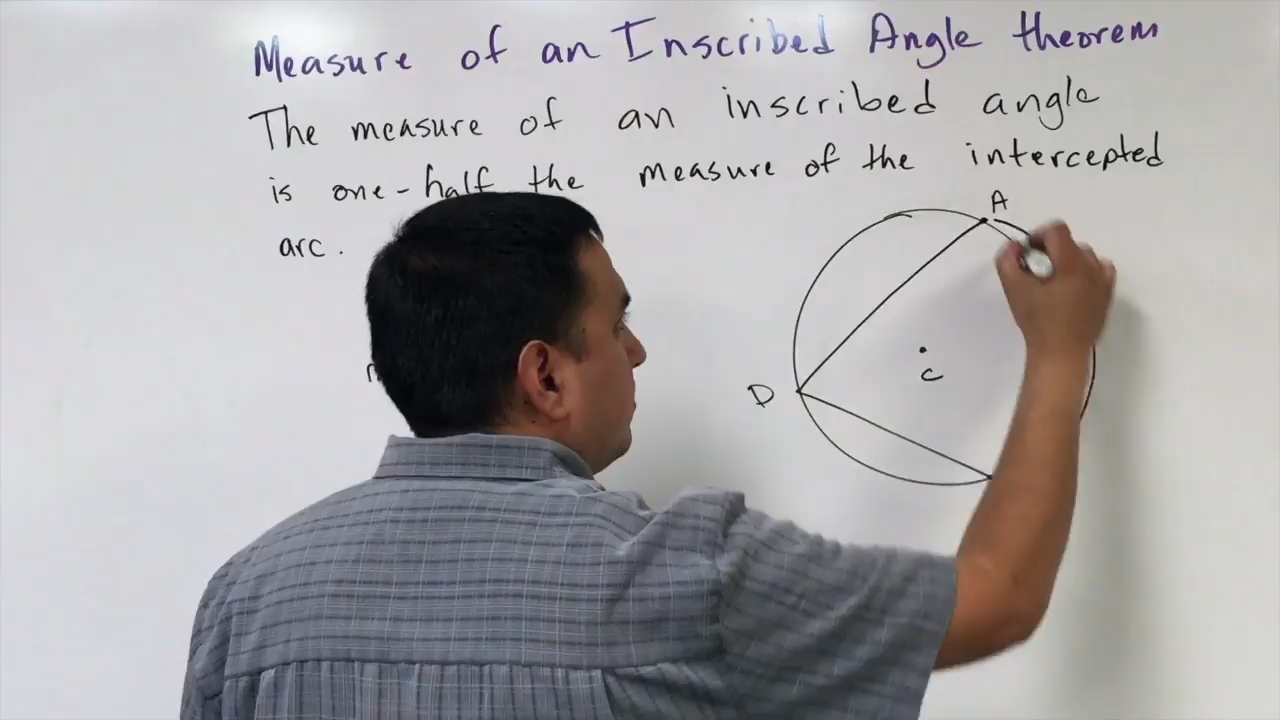 Measure of an Inscribed Angle theorem
The measure of an inscribed angle
is one-half the measure of the intercepted
arc.
A
C
D